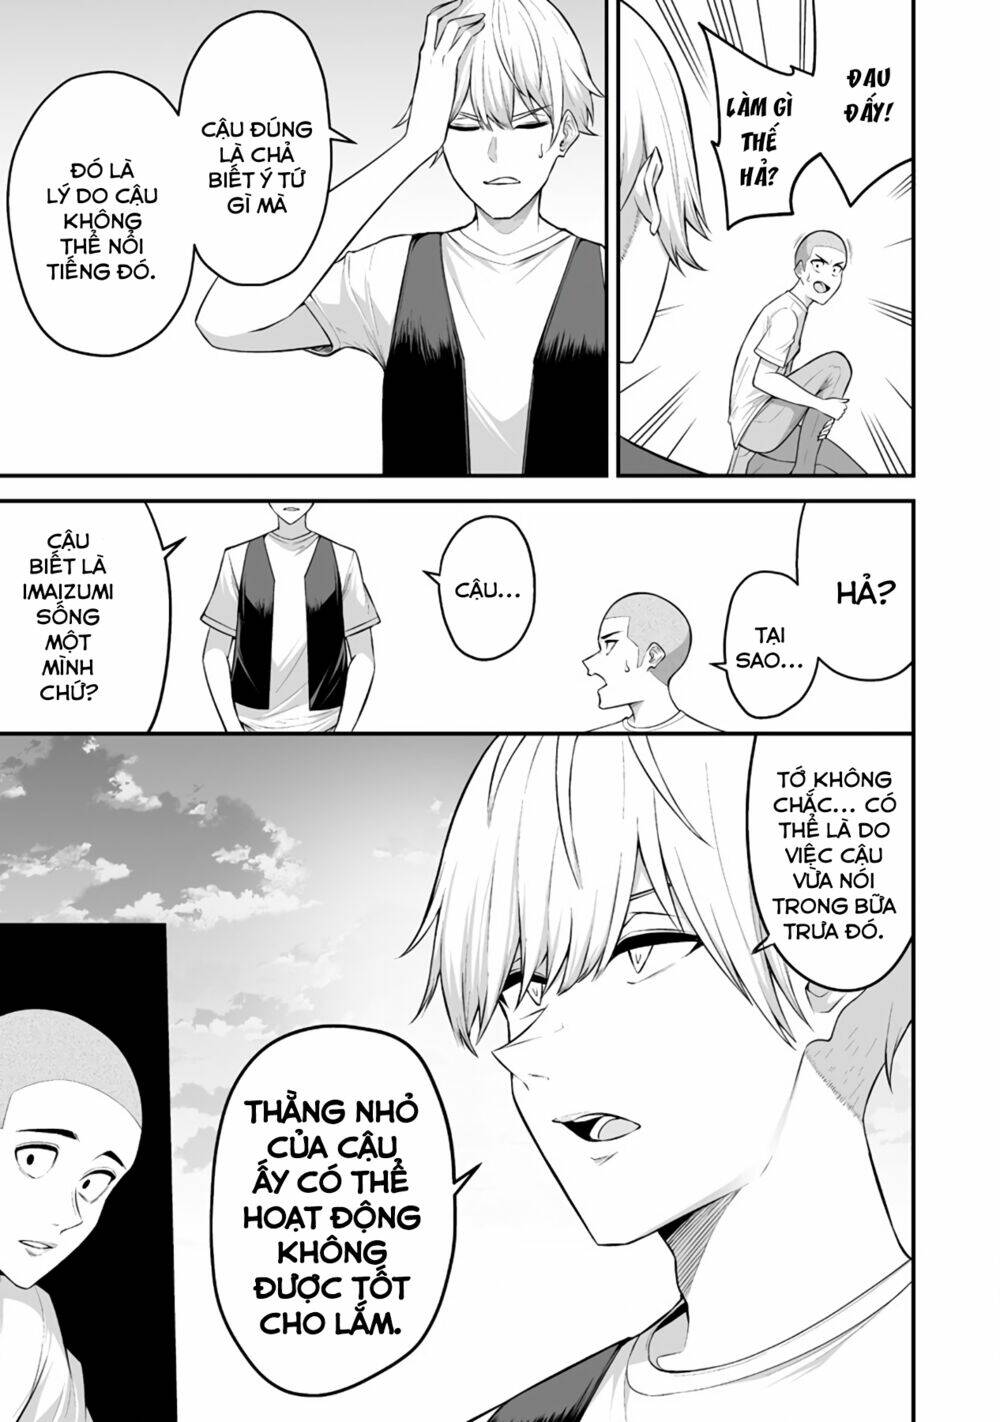 ĐAU
ĐẤY!
LÀM GÌ
THẾ
HẢ?
CẬU ĐÚNG
LÀ CHẢ
BIẾT Ý TỨ
GÌ MÀ
ĐÓ LÀ
LÝ DO CẬU
KHÔNG
THỂ NỔI
TIẾNG ĐÓ.
HẢ?
TẠI
SAO...
CẬU...
CẬU
BIẾT LÀ
IMAIZUMI
SỐNG
MỘT
MÌNH
CHỨ?
TỚ KHÔNG
CHẮC... CÓ
THỂ LÀ DO
VIỆC CẬU
VỪA NÓI
TRONG BỮA
TRƯA ĐÓ.
THẰNG NHỎ
CỦA CẬU
ẤY CÓ THỂ
HOẠT ĐỘNG
KHÔNG
ĐƯỢC TỐT
CHO LẮM.